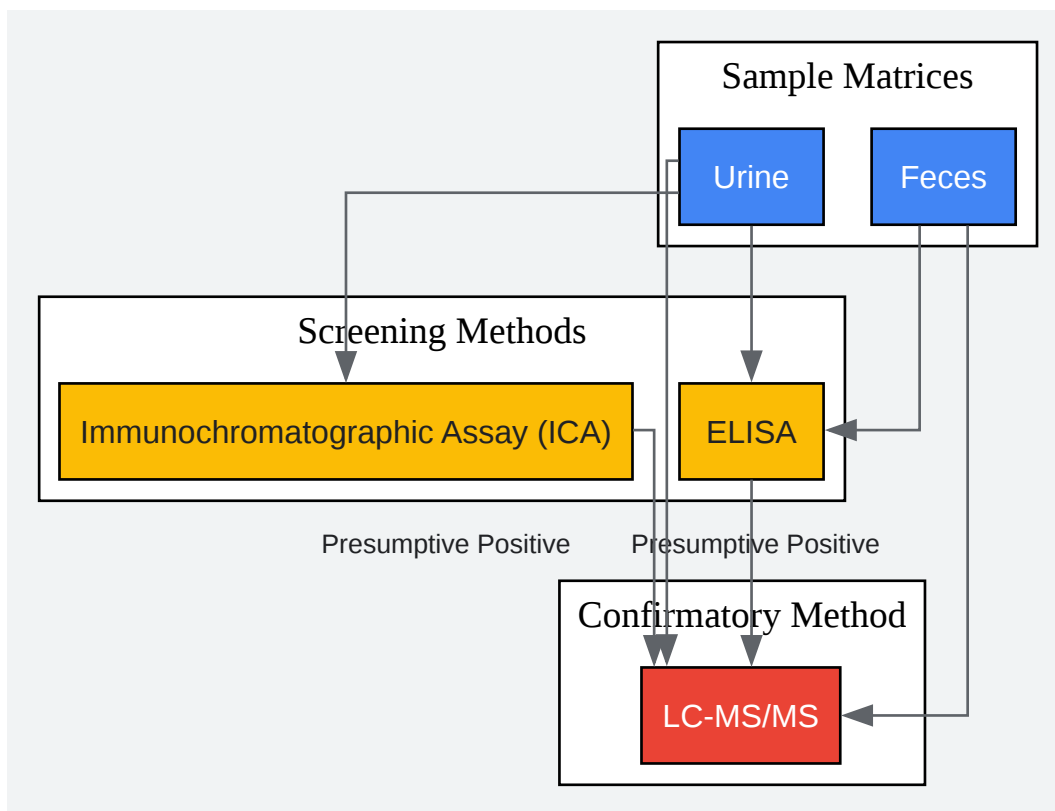 Sample Matrices
Urine
Feces
Screening Methods
Immunochromatographic Assay (ICA)
ELISA
Presumptive Positive
Presumptive Positive
Confirmatory Method
LC-MS/MS